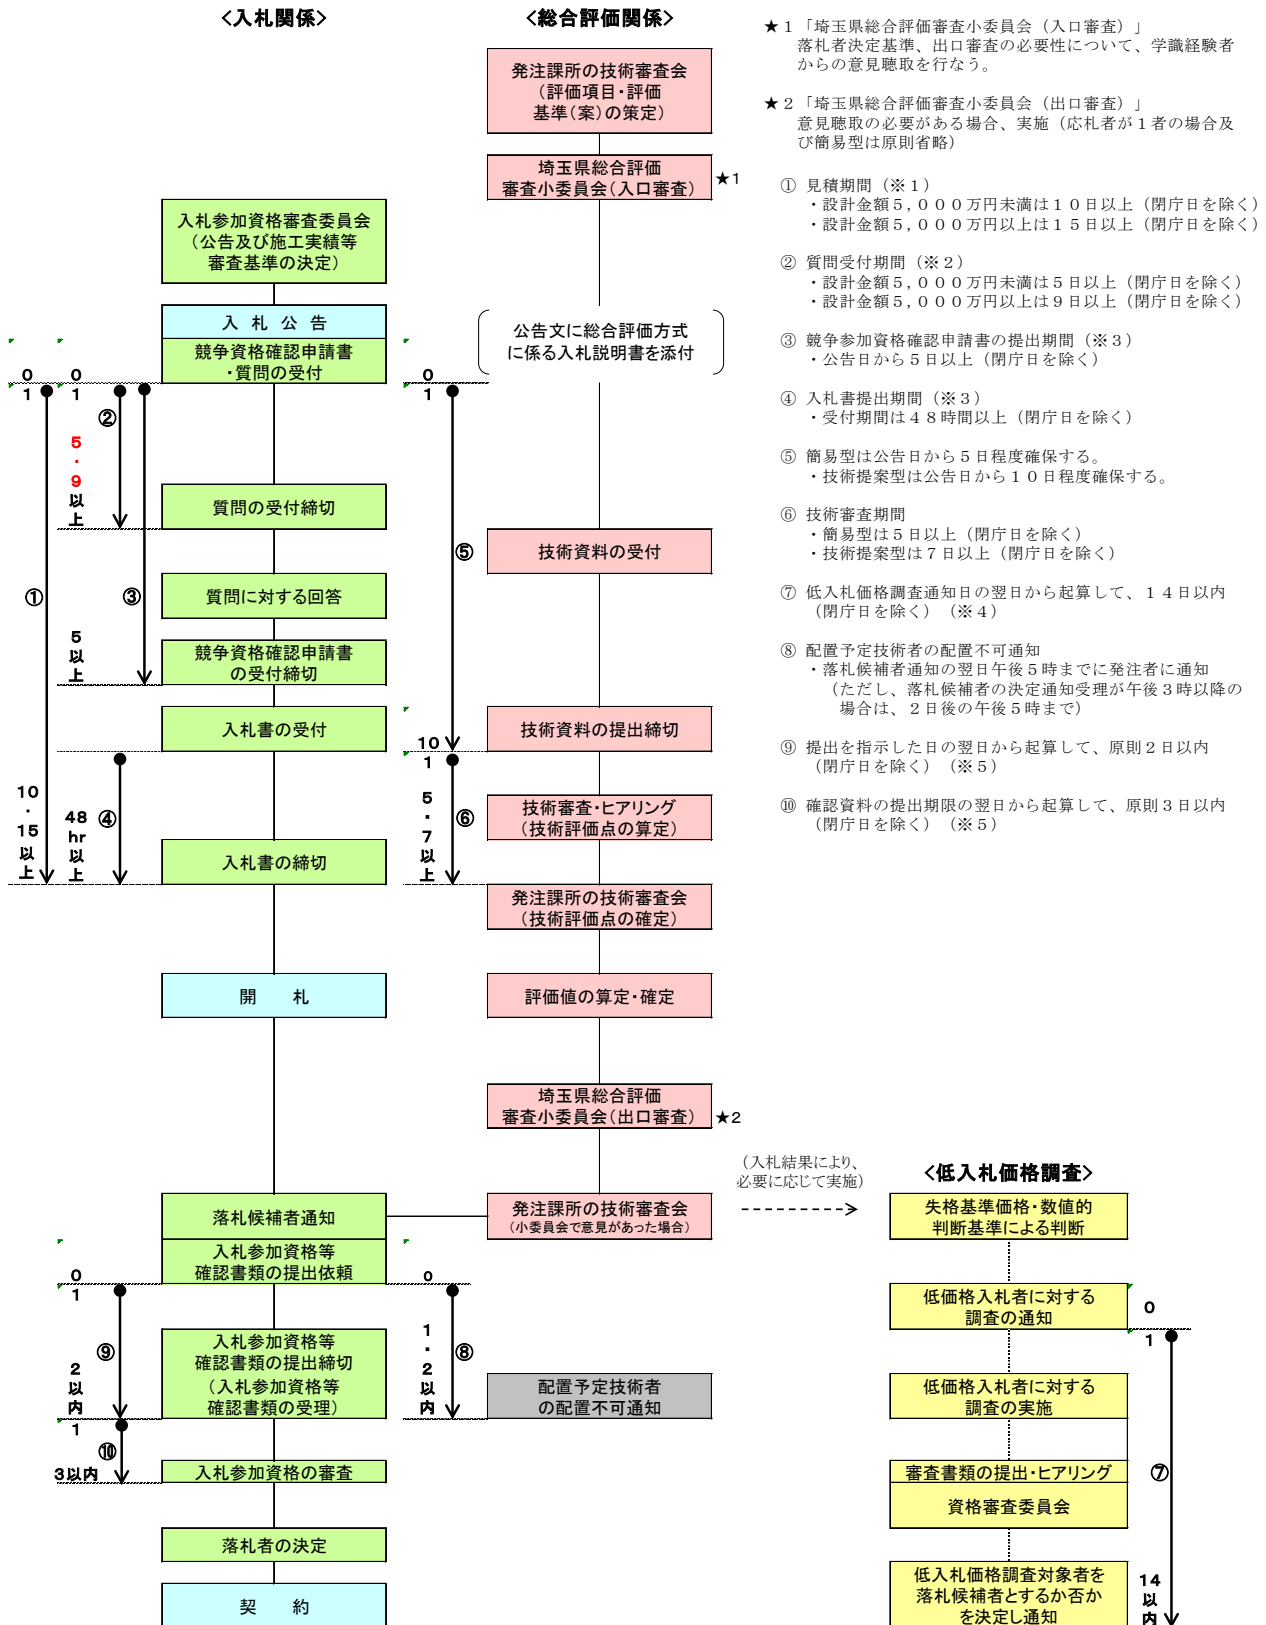 <入札関係>
入札参加資格審査委員会
（公告及び施工実績等
審査基準の決定）
入 札 公 告
競争資格確認申請書
・質問の受付
質問の受付締切
質問に対する回答
競争資格確認申請書
の受付締切
入札書の受付
入札書の締切
開　札
落札候補者通知
入札参加資格等
確認書類の提出依頼
入札参加資格等
確認書類の提出締切
（入札参加資格等
確認書類の受理）
入札参加資格の審査
落札者の決定
契　約
0
1
①
10・15以上
0
1
②
5・9以上
③
5以上
④
48hr以上
0
1
⑨
2以内
1
⑩
3以内
<総合評価関係>
発注課所の技術審査会
（評価項目・評価
基準（案）の策定）
埼玉県総合評価
審査小委員会（入口審査）
★1
公告文に総合評価方式
に係る入札説明書を添付
技術資料の受付
技術資料の提出締切
技術審査・ヒアリング
（技術評価点の算定）
発注課所の技術審査会
（技術評価点の確定）
評価値の算定・確定
埼玉県総合評価
審査小委員会（出口審査）
★2
発注課所の技術審査会
（小委員会で意見があった場合）
配置予定技術者
の配置不可通知
0
1
⑤
10
1
⑥
5・7以上
0
⑧
1・2以内
★１「埼玉県総合評価審査小委員会（入口審査）」
落札者決定基準、出口審査の必要性について、学識経験者
からの意見聴取を行なう。
★２「埼玉県総合評価審査小委員会（出口審査）」
意見聴取の必要がある場合、実施（応札者が１者の場合及
び簡易型は原則省略）
① 見積期間（※１）
・設計金額５,０００万円未満は１０日以上（閉庁日を除く）
・設計金額５,０００万円以上は１５日以上（閉庁日を除く）
② 質問受付期間（※２）
・設計金額５,０００万円未満は５日以上（閉庁日を除く）
・設計金額５,０００万円以上は９日以上（閉庁日を除く）
③ 競争参加資格確認申請書の提出期間（※３）
・公告日から５日以上（閉庁日を除く）
④ 入札書提出期間（※３）
・受付期間は４８時間以上（閉庁日を除く）
⑤ 簡易型は公告日から５日程度確保する。
・技術提案型は公告日から１０日程度確保する。
⑥ 技術審査期間
・簡易型は５日以上（閉庁日を除く）
・技術提案型は７日以上（閉庁日を除く）
⑦ 低入札価格調査通知日の翌日から起算して、１４日以内
（閉庁日を除く）（※４）
⑧ 配置予定技術者の配置不可通知
・落札候補者通知の翌日午後５時までに発注者に通知
（ただし、落札候補者の決定通知受理が午後３時以降の
場合は、２日後の午後５時まで）
⑨ 提出を指示した日の翌日から起算して、原則２日以内
（閉庁日を除く）（※５）
⑩ 確認資料の提出期限の翌日から起算して、原則３日以内
（閉庁日を除く）（※５）
（入札結果により、
必要に応じて実施）
<低入札価格調査>
失格基準価格・数値的
判断基準による判断
低価格入札者に対する
調査の通知
低価格入札者に対する
調査の実施
審査書類の提出・ヒアリング
資格審査委員会
低入札価格調査対象者を
落札候補者とするか否か
を決定し通知
0
1
⑦
14以内